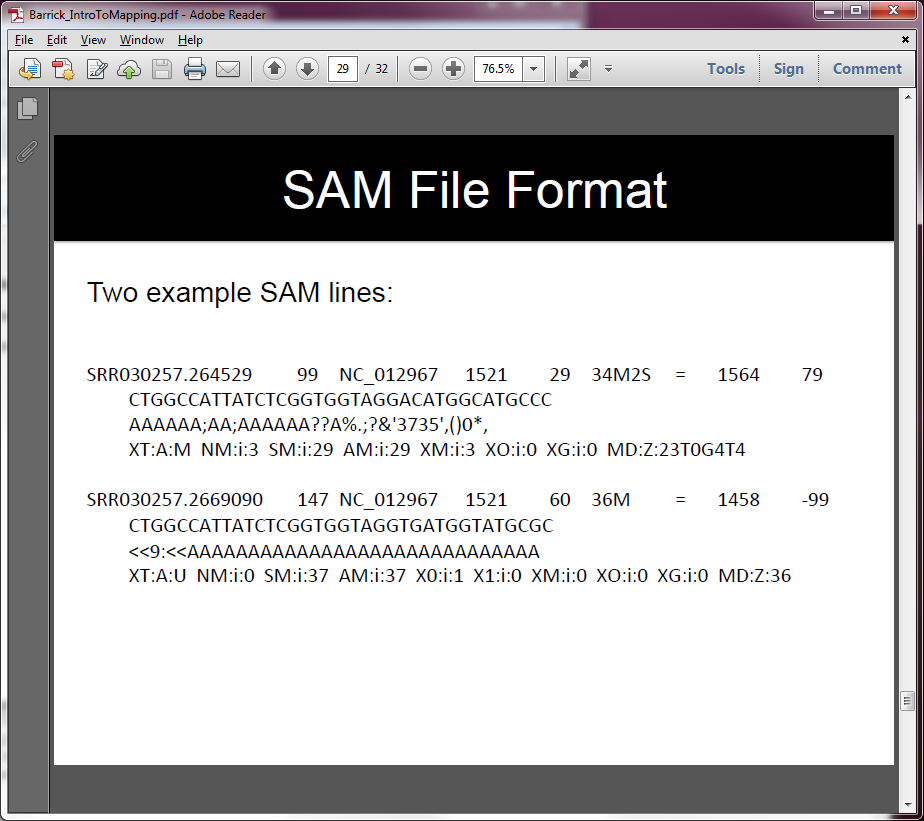 Barrick_IntroToMapping.pdf - Adobe Reader
File Edit View Window Help
29 / 32 76.5% Tools Sign Comment
SAM File Format
Two example SAM lines:
SRR030257.264529 99 NC_012967 1521 29 34M2S = 1564 79
CTGGCCATTATCTCGGTGGTAGGACATGGCATGCCC
AAAAAA;AA;AAAAAA??A%.;?&'3735',()0*,
XT:A:M NM:i:3 SM:i:29 AM:i:29 XM:i:3 XO:i:0 XG:i:0 MD:Z:23T0G4T4
SRR030257.2669090 147 NC_012967 1521 60 36M = 1458 -99
CTGGCCATTATCTCGGTGGTAGGTGATGGTATGCGC
<<9:<<AAAAAAAAAAAAAAAAAAAAAAAAAAAAAA
XT:A:U NM:i:0 SM:i:37 AM:i:37 X0:i:1 X1:i:0 XM:i:0 XO:i:0 XG:i:0 MD:Z:36